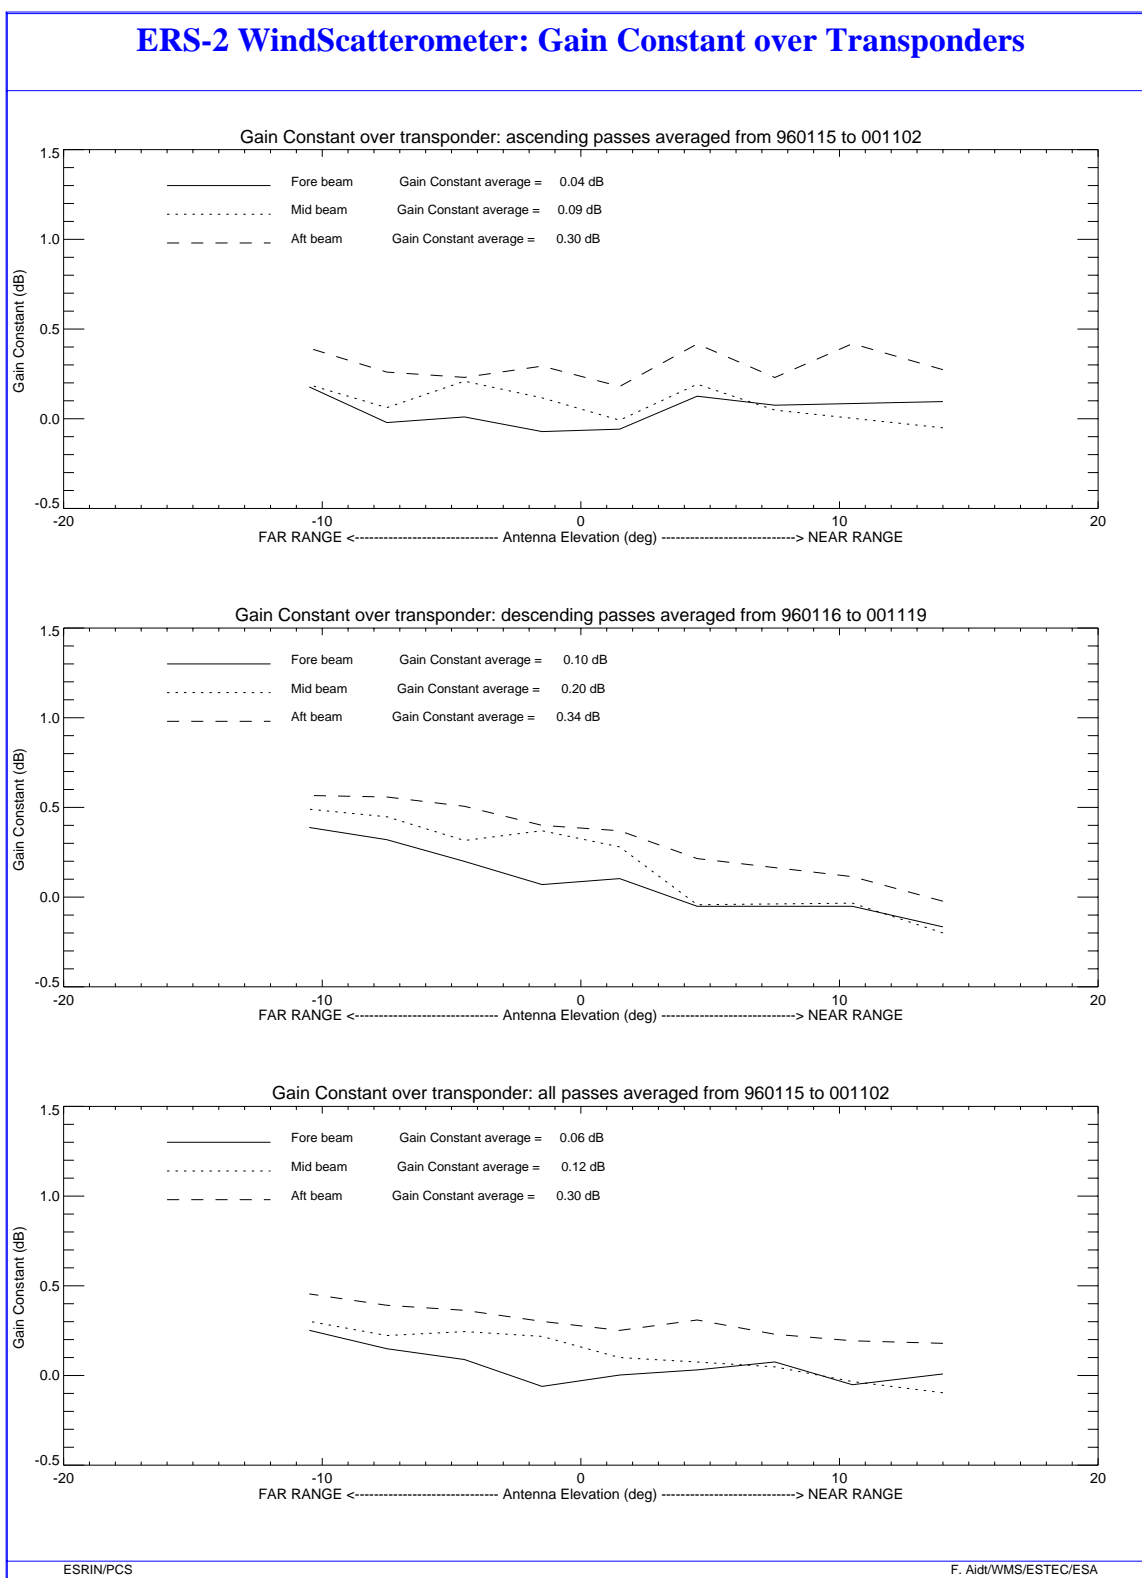 ERS-2 WindScatterometer: Gain Constant over Transponders
Gain Constant over transponder: ascending passes averaged from 960115 to 001102
1.5
1.0
0.5
0.0
-0.5
Gain Constant (dB)
Fore beam Gain Constant average = 0.04 dB
Mid beam Gain Constant average = 0.09 dB
Aft beam Gain Constant average = 0.30 dB
-20 -10 0 10 20
FAR RANGE <---------------------------- Antenna Elevation (deg) --------------------------> NEAR RANGE
Gain Constant over transponder: descending passes averaged from 960116 to 001119
1.5
1.0
0.5
0.0
-0.5
Gain Constant (dB)
Fore beam Gain Constant average = 0.10 dB
Mid beam Gain Constant average = 0.20 dB
Aft beam Gain Constant average = 0.34 dB
-20 -10 0 10 20
FAR RANGE <---------------------------- Antenna Elevation (deg) --------------------------> NEAR RANGE
Gain Constant over transponder: all passes averaged from 960115 to 001102
1.5
1.0
0.5
0.0
-0.5
Gain Constant (dB)
Fore beam Gain Constant average = 0.06 dB
Mid beam Gain Constant average = 0.12 dB
Aft beam Gain Constant average = 0.30 dB
-20 -10 0 10 20
FAR RANGE <---------------------------- Antenna Elevation (deg) --------------------------> NEAR RANGE
ESRIN/PCS F. Aidt/WMS/ESTEC/ESA